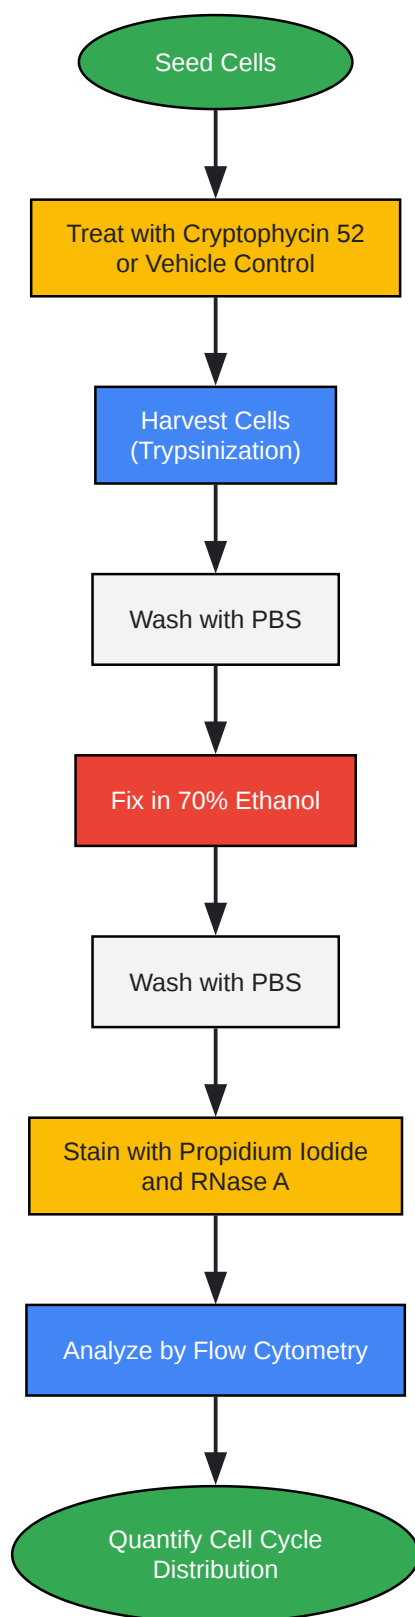 Seed Cells
Treat with Cryptophycin 52
or Vehicle Control
Harvest Cells
(Trypsinization)
Wash with PBS
Fix in 70% Ethanol
Wash with PBS
Stain with Propidium Iodide
and RNase A
Analyze by Flow Cytometry
Quantify Cell Cycle
Distribution